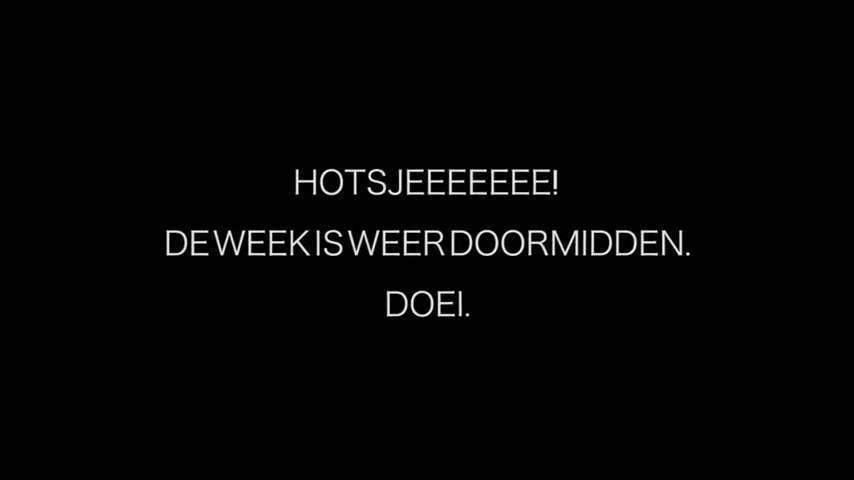 HOTSJEEEEEEE!
DE WEEK IS WEER DOORMIDDEN.
DOEI.